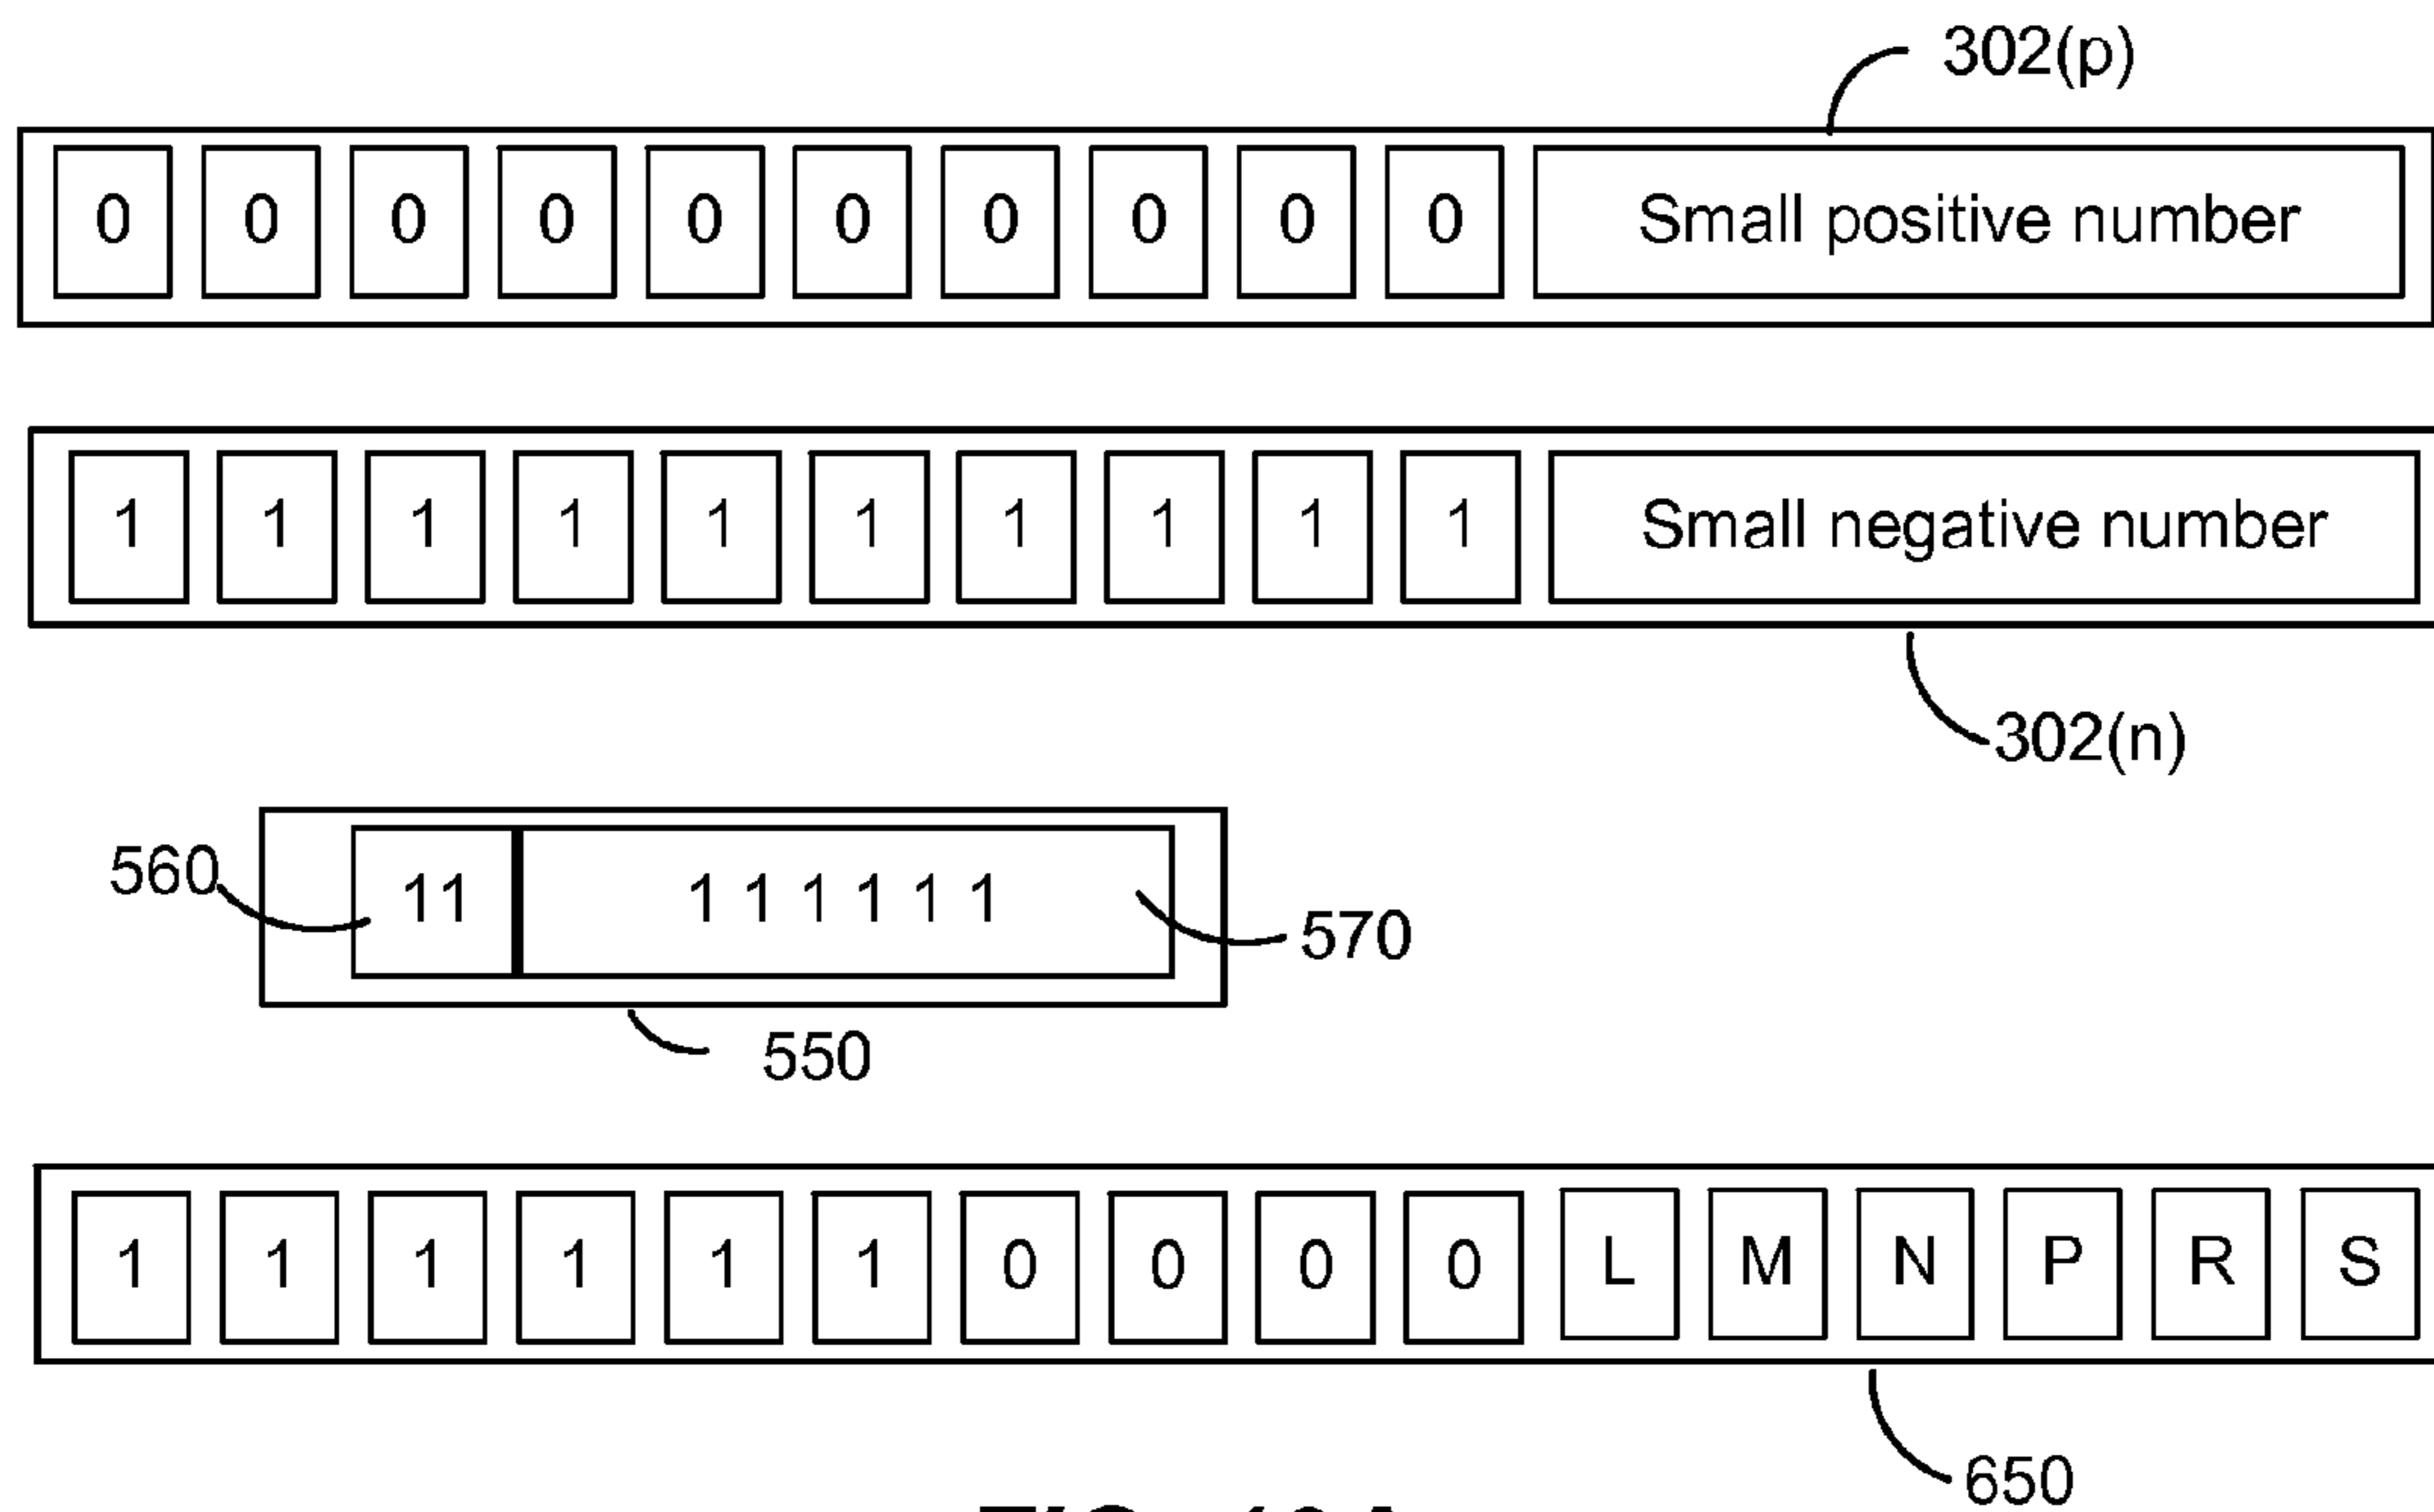 302(p)
0 0 0 0 0 0 0 0 0 0 Small positive number
1 1 1 1 1 1 1 1 1 1 Small negative number
302(n)
560 11 1 1 1 1 1 1 570
550
1 1 1 1 1 1 0 0 0 0 L M N P R S
650